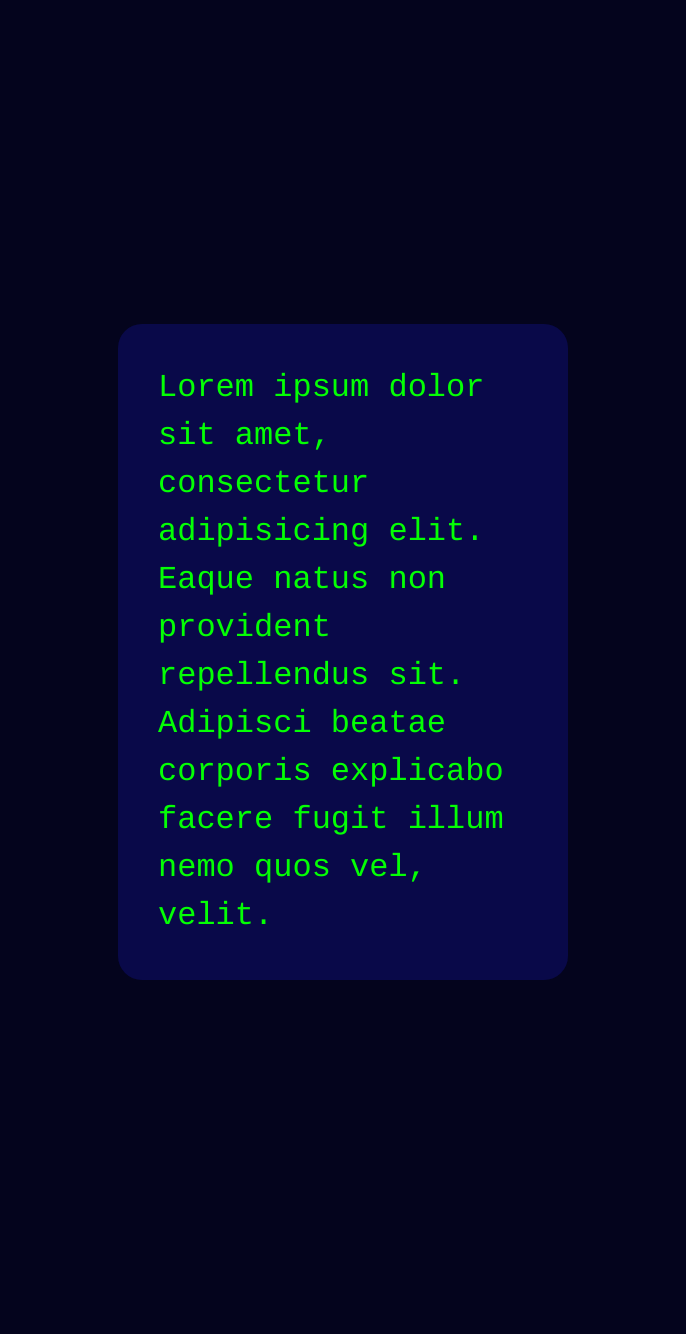 Lorem ipsum dolor
sit amet,
consectetur
adipisicing elit.
Eaque natus non
provident
repellendus sit.
Adipisci beatae
corporis explicabo
facere fugit illum
nemo quos vel,
velit.